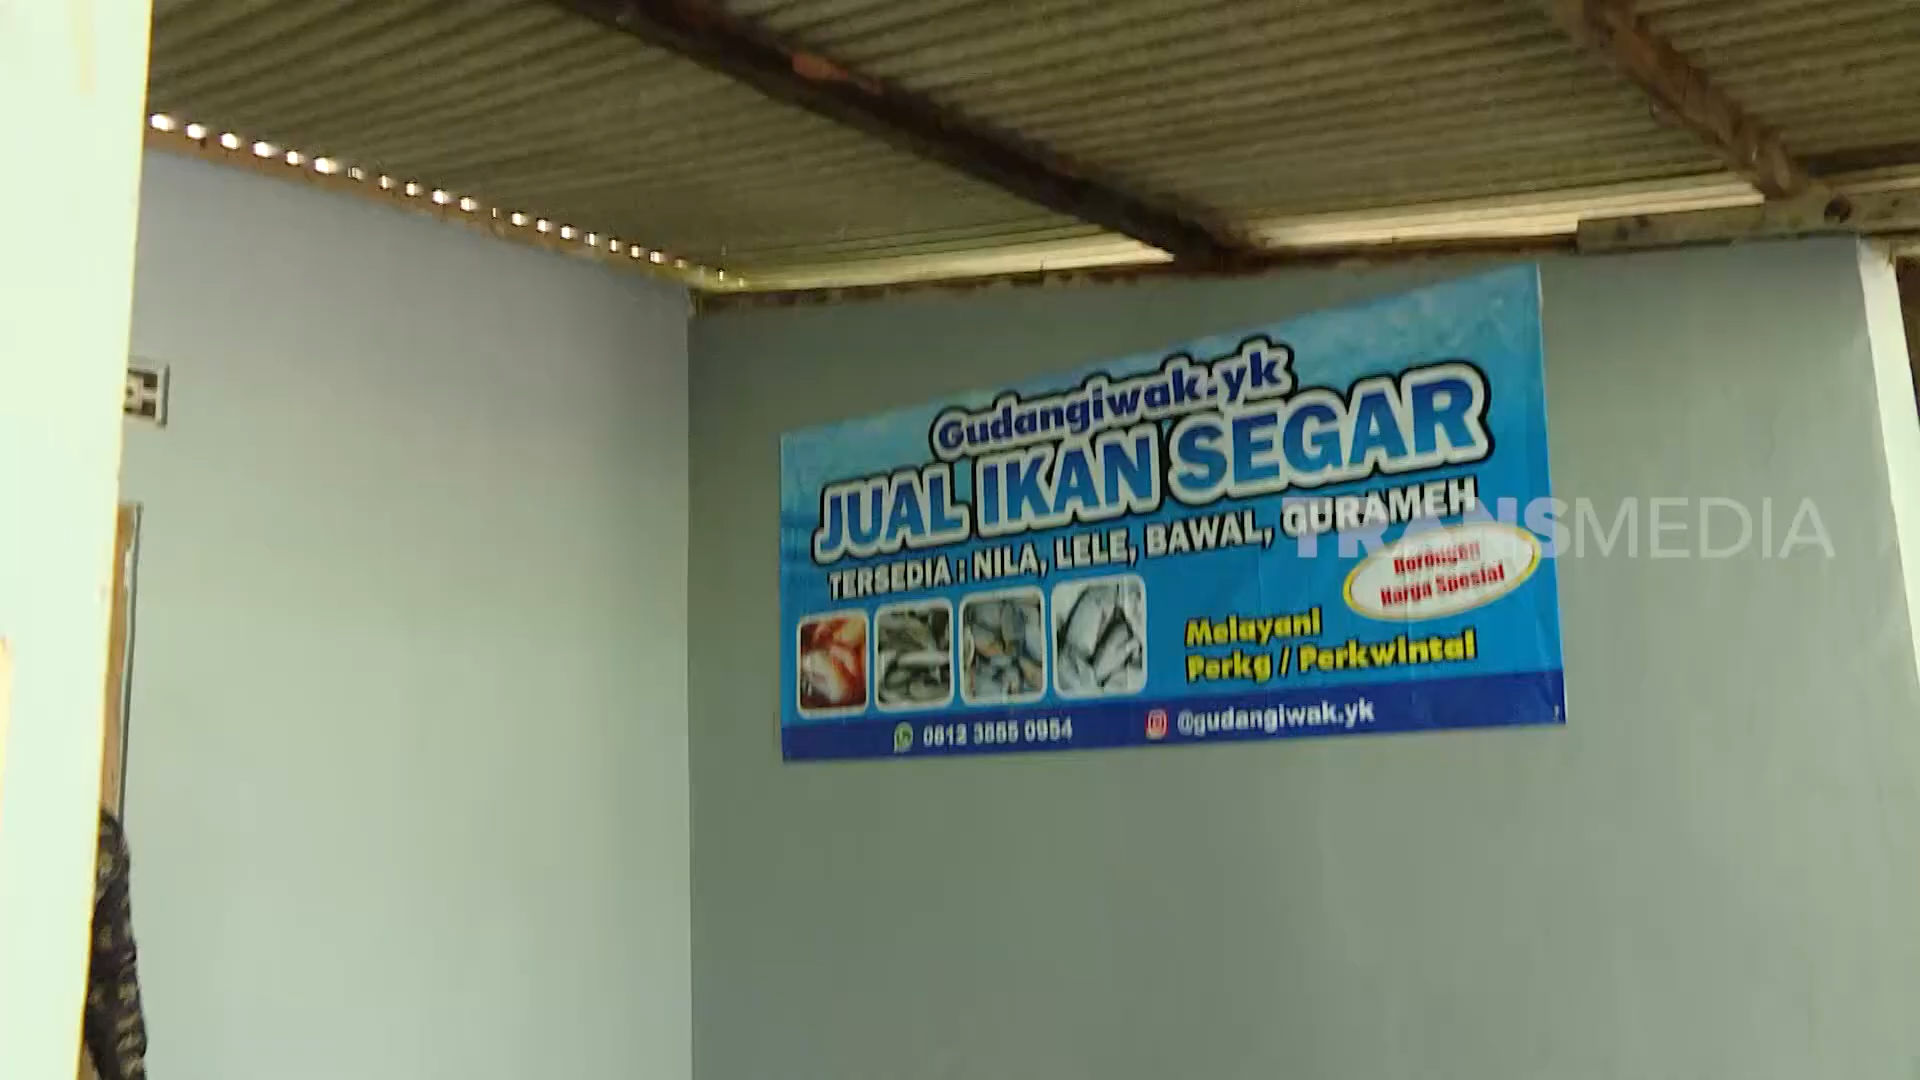 Gudangiwak.yk
JUAL IKAN SEGAR
TERSEDIA : NILA, LELE, BAWAL, GURAMEH
TRANSMEDIA
Borongan
Harga Spesial
Melayani
Perkg / Perkwintal
0812 3555 0954
@gudangiwak.yk